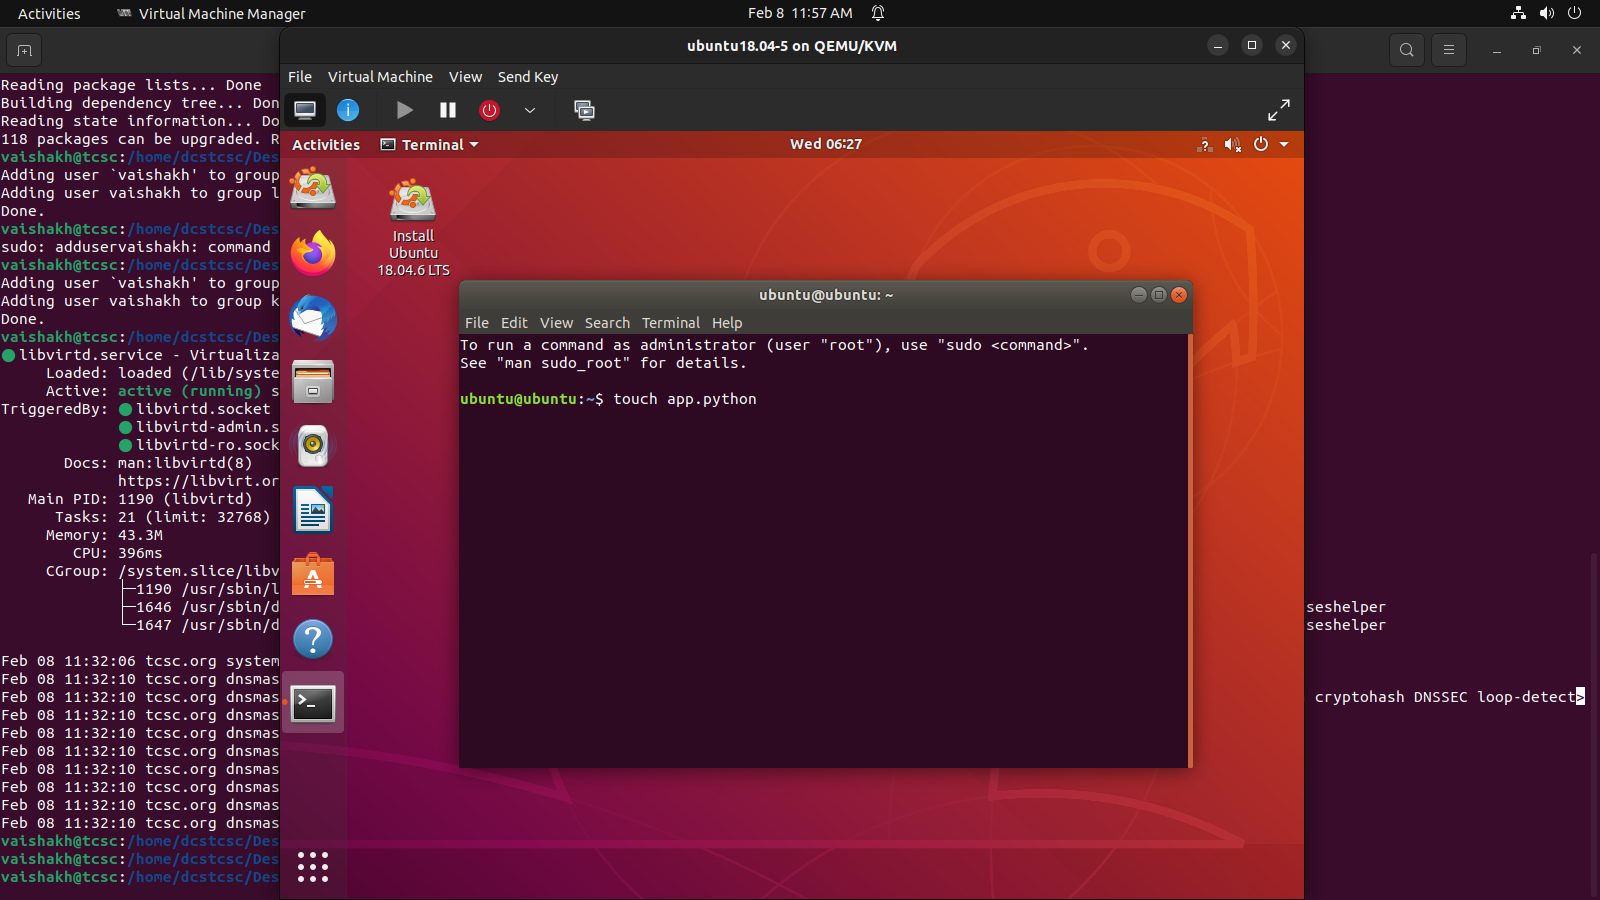 Activities
Virtual Machine Manager
Feb 8 11:57 AM
ubuntu18.04-5 on QEMU/KVM
File Virtual Machine View Send Key
Activities
Terminal
Wed 06:27
Install
Ubuntu
18.04.6 LTS
ubuntu@ubuntu: ~
File Edit View Search Terminal Help
To run a command as administrator (user "root"), use "sudo <command>".
See "man sudo_root" for details.
ubuntu@ubuntu:~$ touch app.python
Reading package lists... Done
Building dependency tree... Don
Reading state information... Do
118 packages can be upgraded. R
vaishakh@tcsc:/home/dcstcsc/Des
Adding user `vaishakh' to group
Adding user vaishakh to group l
Done.
vaishakh@tcsc:/home/dcstcsc/Des
sudo: adduservaishakh: command
vaishakh@tcsc:/home/dcstcsc/Des
Adding user `vaishakh' to group
Adding user vaishakh to group k
Done.
vaishakh@tcsc:/home/dcstcsc/Des
● libvirtd.service - Virtualiza
Loaded: loaded (/lib/syste
Active: active (running) s
TriggeredBy: ● libvirtd.socket
● libvirtd-admin.s
● libvirtd-ro.sock
Docs: man:libvirtd(8)
https://libvirt.or
Main PID: 1190 (libvirtd)
Tasks: 21 (limit: 32768)
Memory: 43.3M
CPU: 396ms
CGroup: /system.slice/libv
├─1190 /usr/sbin/l
├─1646 /usr/sbin/d
└─1647 /usr/sbin/d
seshelper
seshelper
Feb 08 11:32:06 tcsc.org system
Feb 08 11:32:10 tcsc.org dnsmas
Feb 08 11:32:10 tcsc.org dnsmas
cryptohash DNSSEC loop-detect>
Feb 08 11:32:10 tcsc.org dnsmas
Feb 08 11:32:10 tcsc.org dnsmas
Feb 08 11:32:10 tcsc.org dnsmas
Feb 08 11:32:10 tcsc.org dnsmas
Feb 08 11:32:10 tcsc.org dnsmas
Feb 08 11:32:10 tcsc.org dnsmas
Feb 08 11:32:10 tcsc.org dnsmas
vaishakh@tcsc:/home/dcstcsc/Des
vaishakh@tcsc:/home/dcstcsc/Des
vaishakh@tcsc:/home/dcstcsc/Des